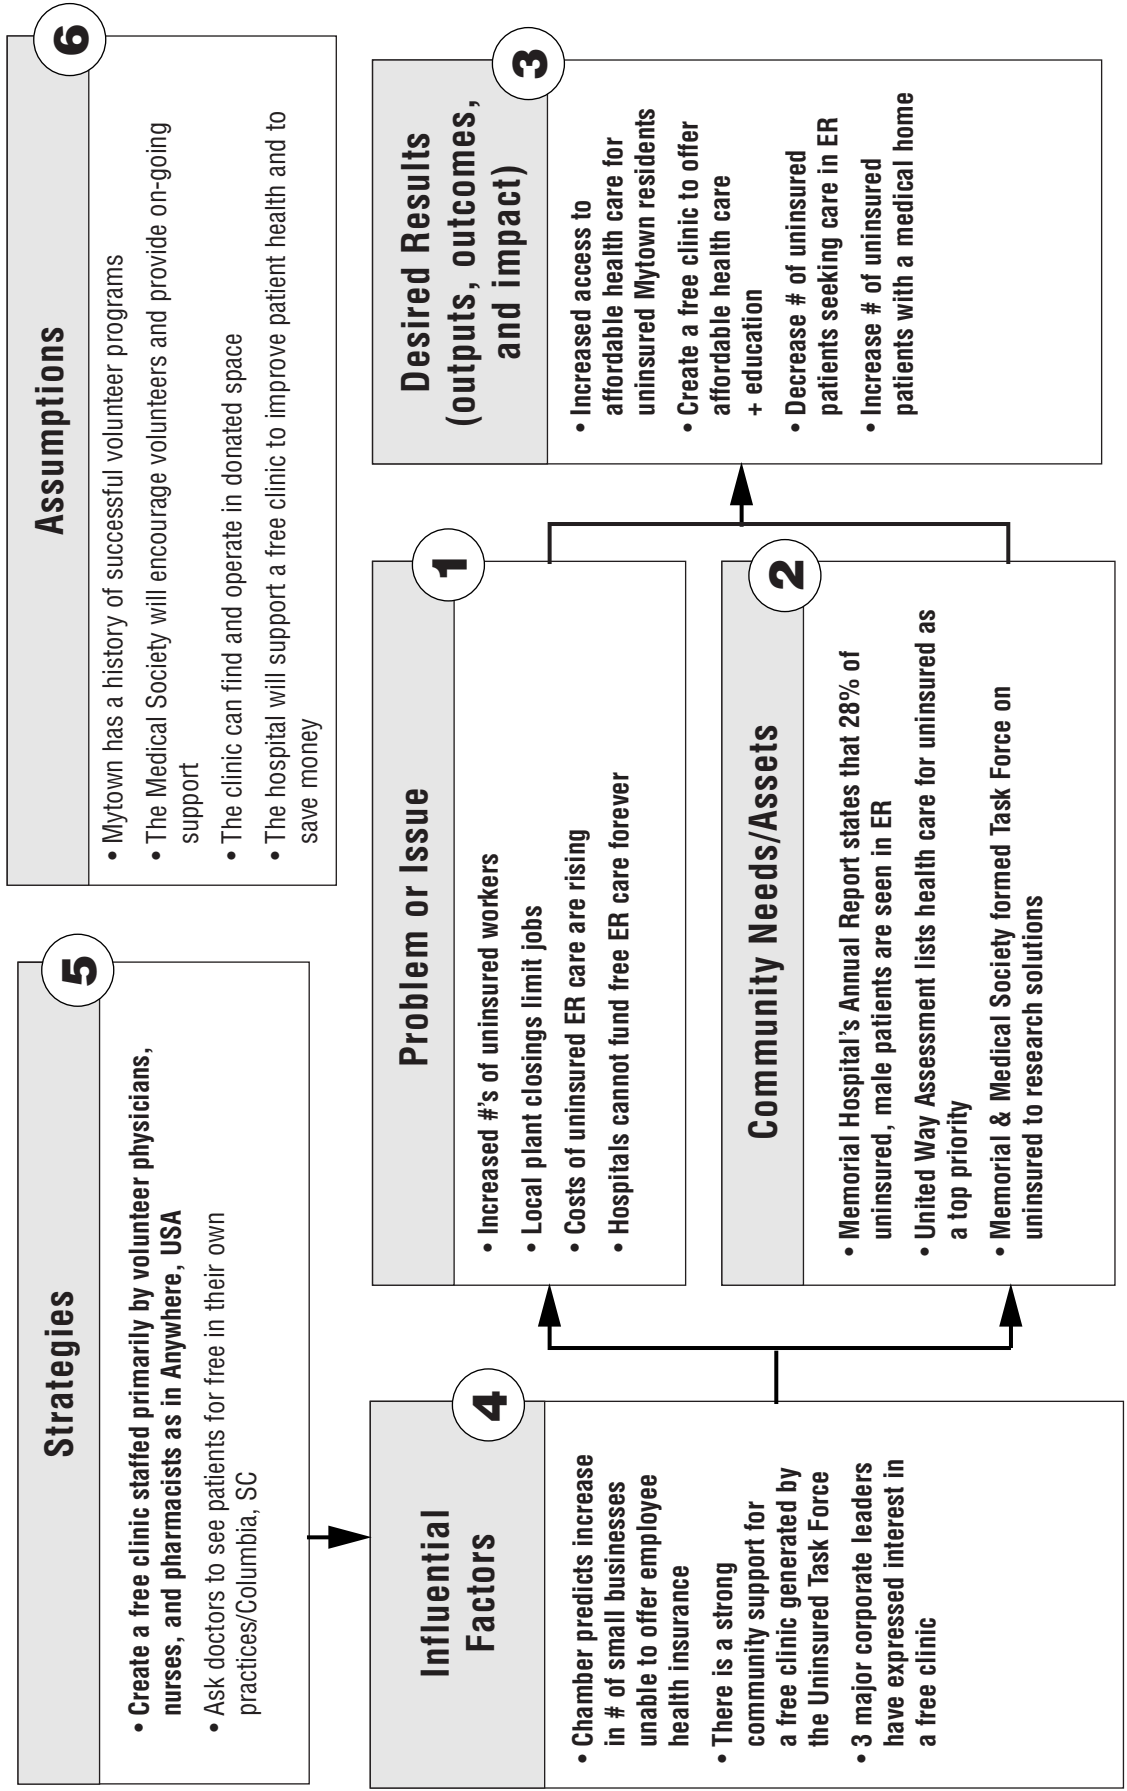 Strategies
5
• Create a free clinic staffed primarily by volunteer physicians,
nurses, and pharmacists as in Anywhere, USA
• Ask doctors to see patients for free in their own
practices/Columbia, SC
Assumptions
6
• Mytown has a history of successful volunteer programs
• The Medical Society will encourage volunteers and provide on-going
support
• The clinic can find and operate in donated space
• The hospital will support a free clinic to improve patient health and to
save money
Influential
Factors
4
• Chamber predicts increase
in # of small businesses
unable to offer employee
health insurance
• There is a strong
community support for
a free clinic generated by
the Uninsured Task Force
• 3 major corporate leaders
have expressed interest in
a free clinic
Problem or Issue
1
• Increased #'s of uninsured workers
• Local plant closings limit jobs
• Costs of uninsured ER care are rising
• Hospitals cannot fund free ER care forever
Community Needs/Assets
2
• Memorial Hospital's Annual Report states that 28% of
uninsured, male patients are seen in ER
• United Way Assessment lists health care for uninsured as
a top priority
• Memorial & Medical Society formed Task Force on
uninsured to research solutions
Desired Results
(outputs, outcomes,
and impact)
3
• Increased access to
affordable health care for
uninsured Mytown residents
• Create a free clinic to offer
affordable health care
+ education
• Decrease # of uninsured
patients seeking care in ER
• Increase # of uninsured
patients with a medical home